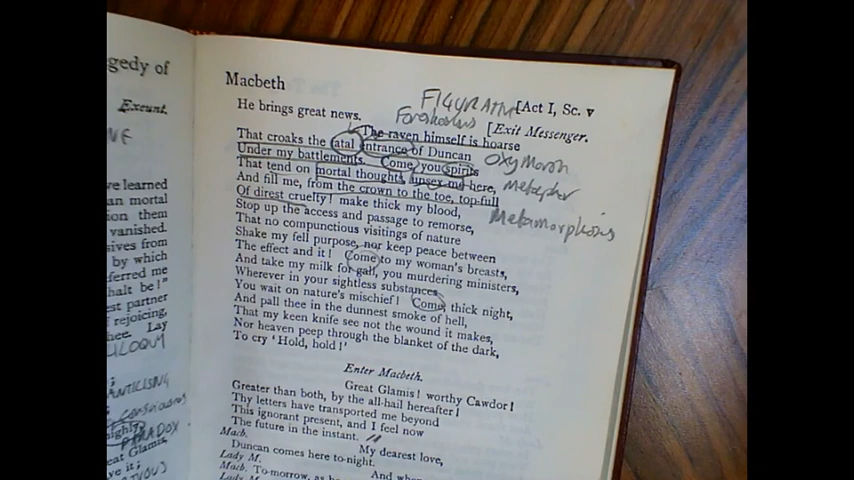 gedy of
Exeunt.
NE
ve learned
an mortal
ion them
vanished.
sives from
by which
ferred me
halt be!"
est partner
rejoicing,
hee. Lay
ILOQUY
conscious
PARADOX
eat Glamis,
ve it;
Macbeth
[Act I, Sc. v
He brings great news.
[Exit Messenger.
The raven himself is hoarse
That croaks the fatal entrance of Duncan
Oxymoron
Under my battlements. Come you spirits
That tend on mortal thoughts, unsex me here,
Metaphor
And fill me, from the crown to the toe, top-full
Of direst cruelty! make thick my blood,
Metamorphosis
Stop up the access and passage to remorse,
That no compunctious visitings of nature
Shake my fell purpose, nor keep peace between
The effect and it! Come to my woman's breasts,
And take my milk for gall, you murdering ministers,
Wherever in your sightless substances
You wait on nature's mischief! Come, thick night,
And pall thee in the dunnest smoke of hell,
That my keen knife see not the wound it makes,
Nor heaven peep through the blanket of the dark,
To cry 'Hold, hold!'
Enter Macbeth.
Great Glamis! worthy Cawdor!
Greater than both, by the all-hail hereafter!
Thy letters have transported me beyond
This ignorant present, and I feel now
The future in the instant.
Macb. My dearest love,
Duncan comes here to-night.
Lady M. And when
Macb. To-morrow, as he
Lady M.